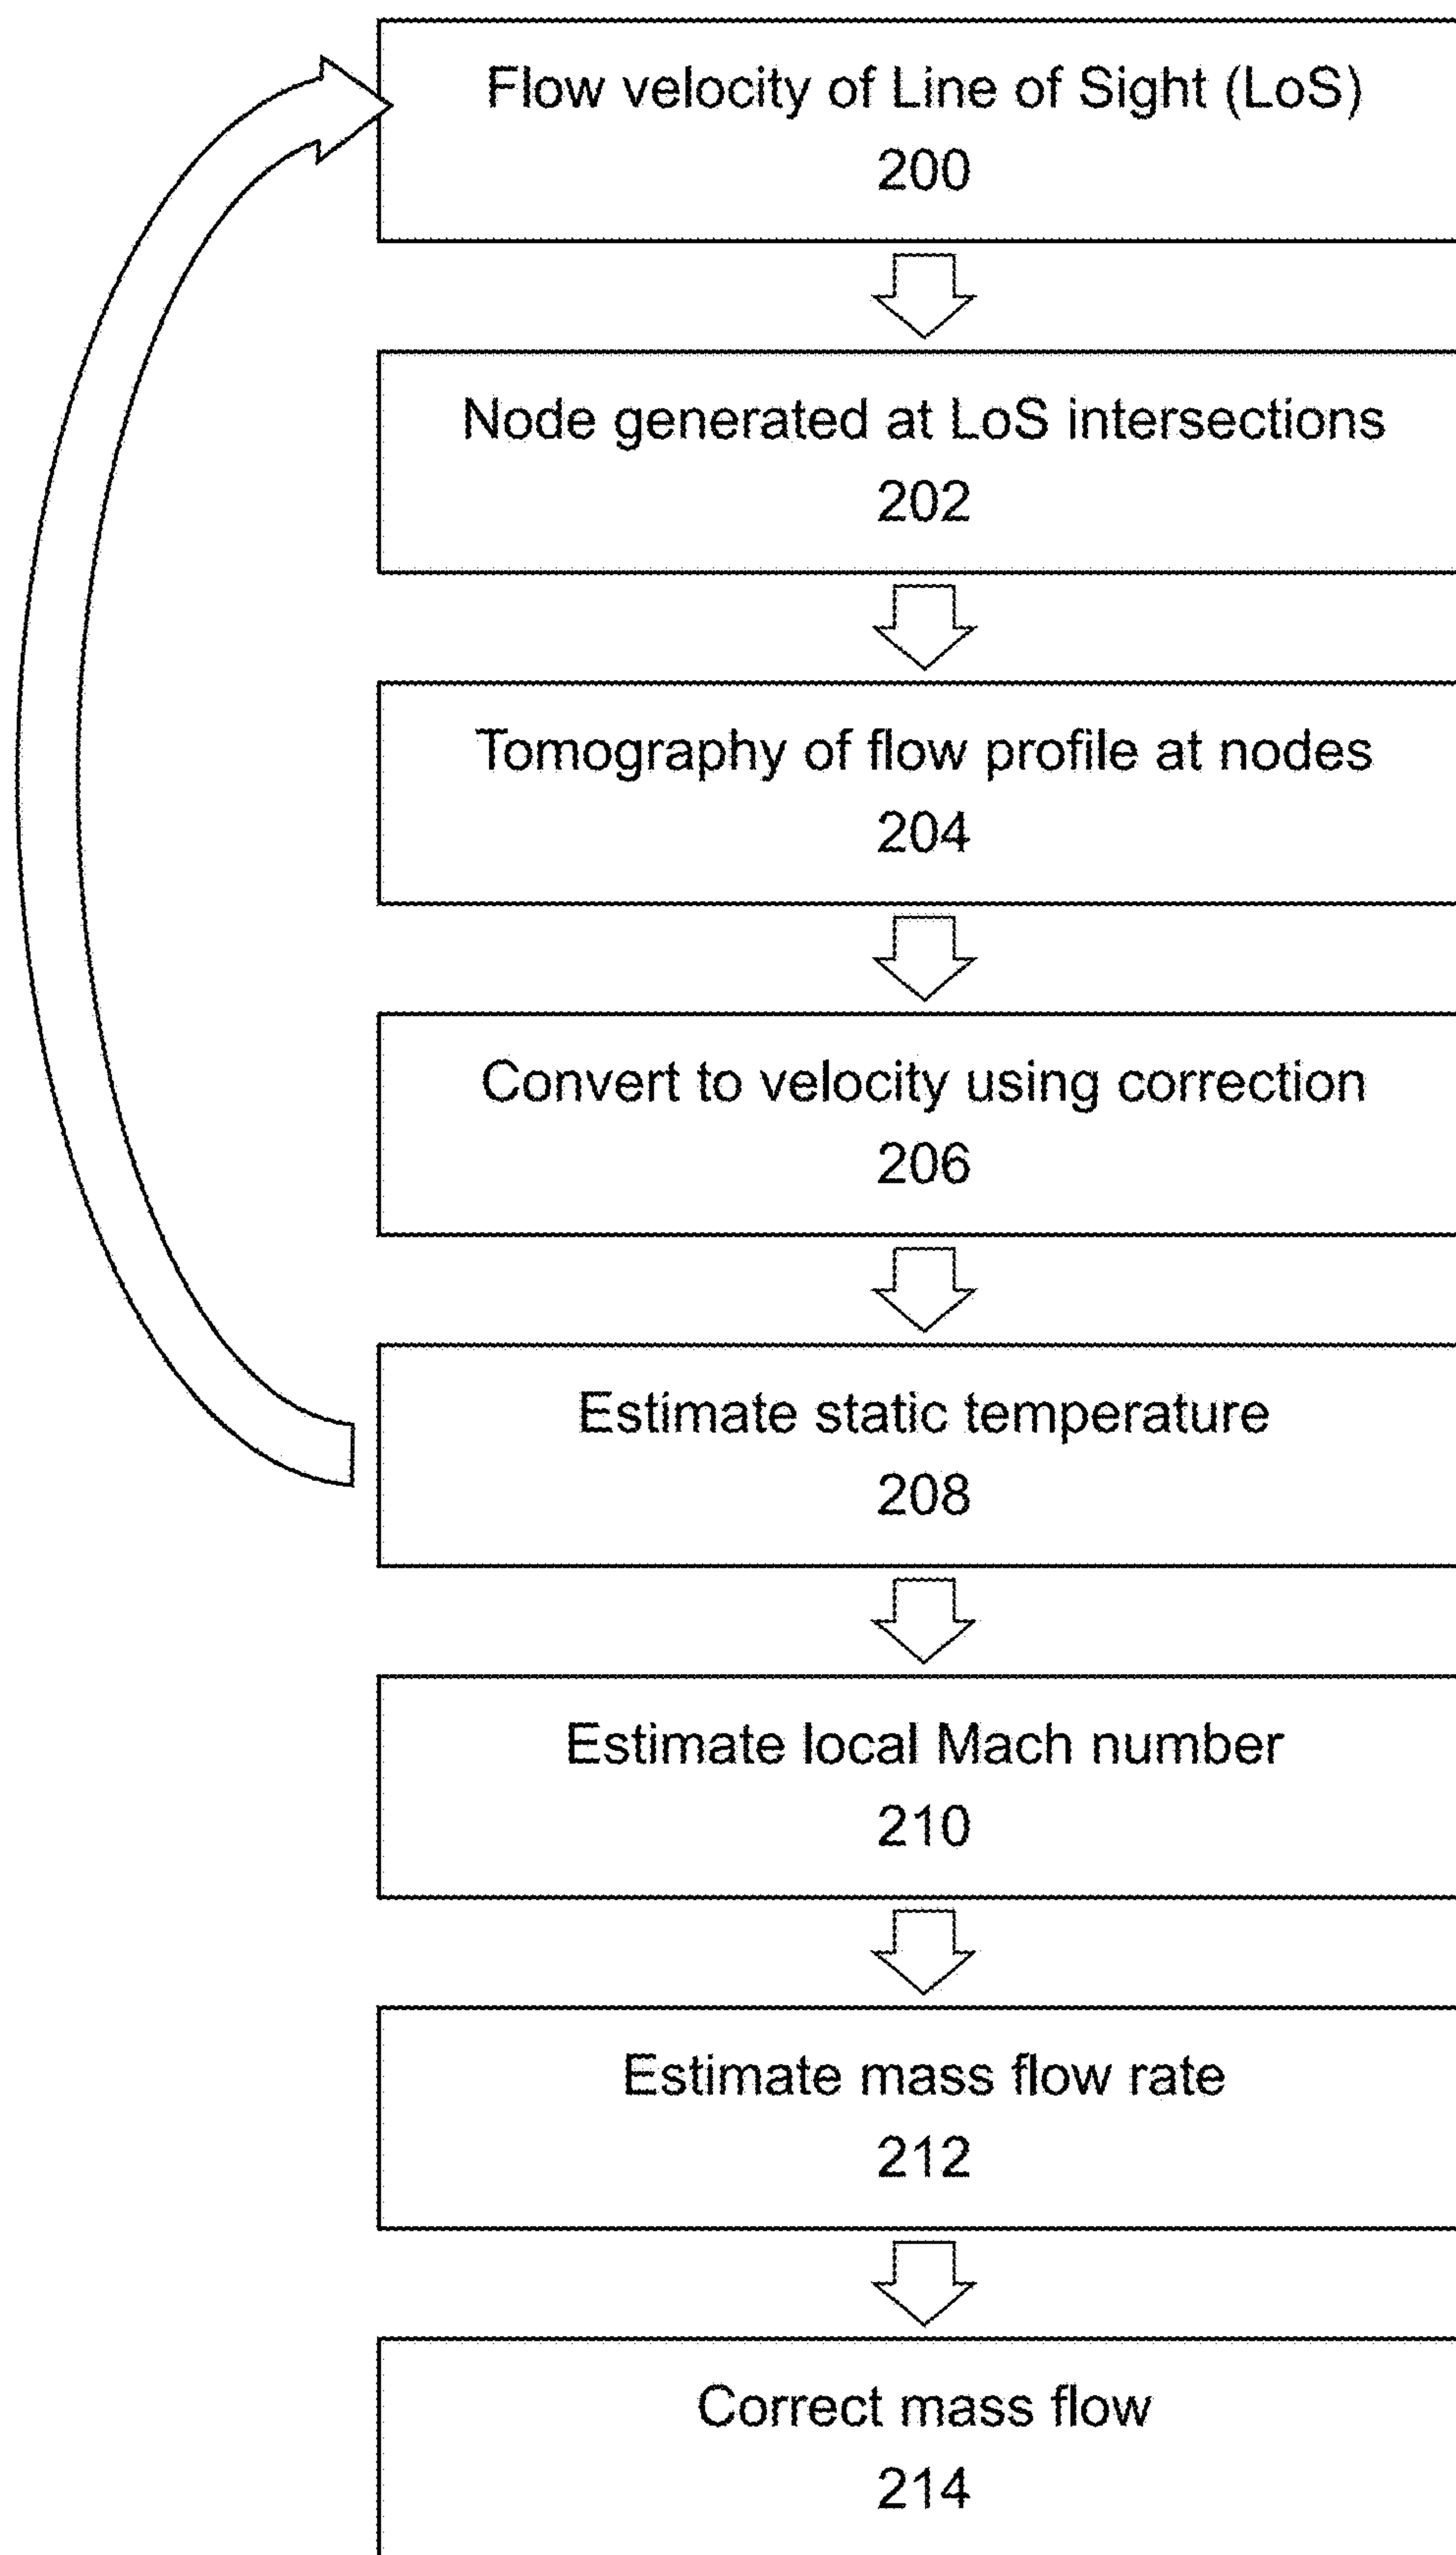 Flow velocity of Line of Sight (LoS)
200
Node generated at LoS intersections
202
Tomography of flow profile at nodes
204
Convert to velocity using correction
206
Estimate static temperature
208
Estimate local Mach number
210
Estimate mass flow rate
212
Correct mass flow
214